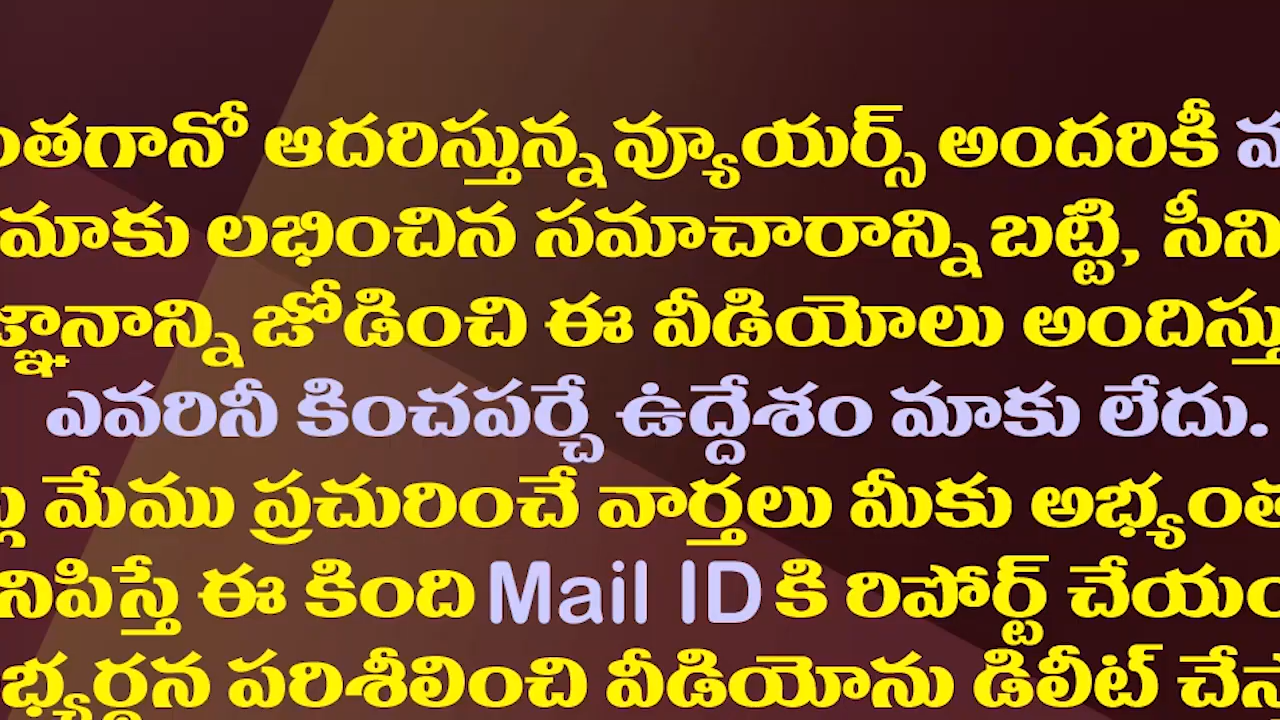 ఆదరిస్తున్న వ్యూయర్స్ అందరికీ
మాకు లభించిన సమాచారాన్ని బట్టి,
జోడించి ఈ వీడియోలు
ఎవరినీ కించపర్చే ఉద్దేశం మాకు లేదు.
మేము ప్రచురించే వార్తలు మీకు
ఈ కింది Mail ID కి రిపోర్ట్
పరిశీలించి వీడియోను డిలీట్